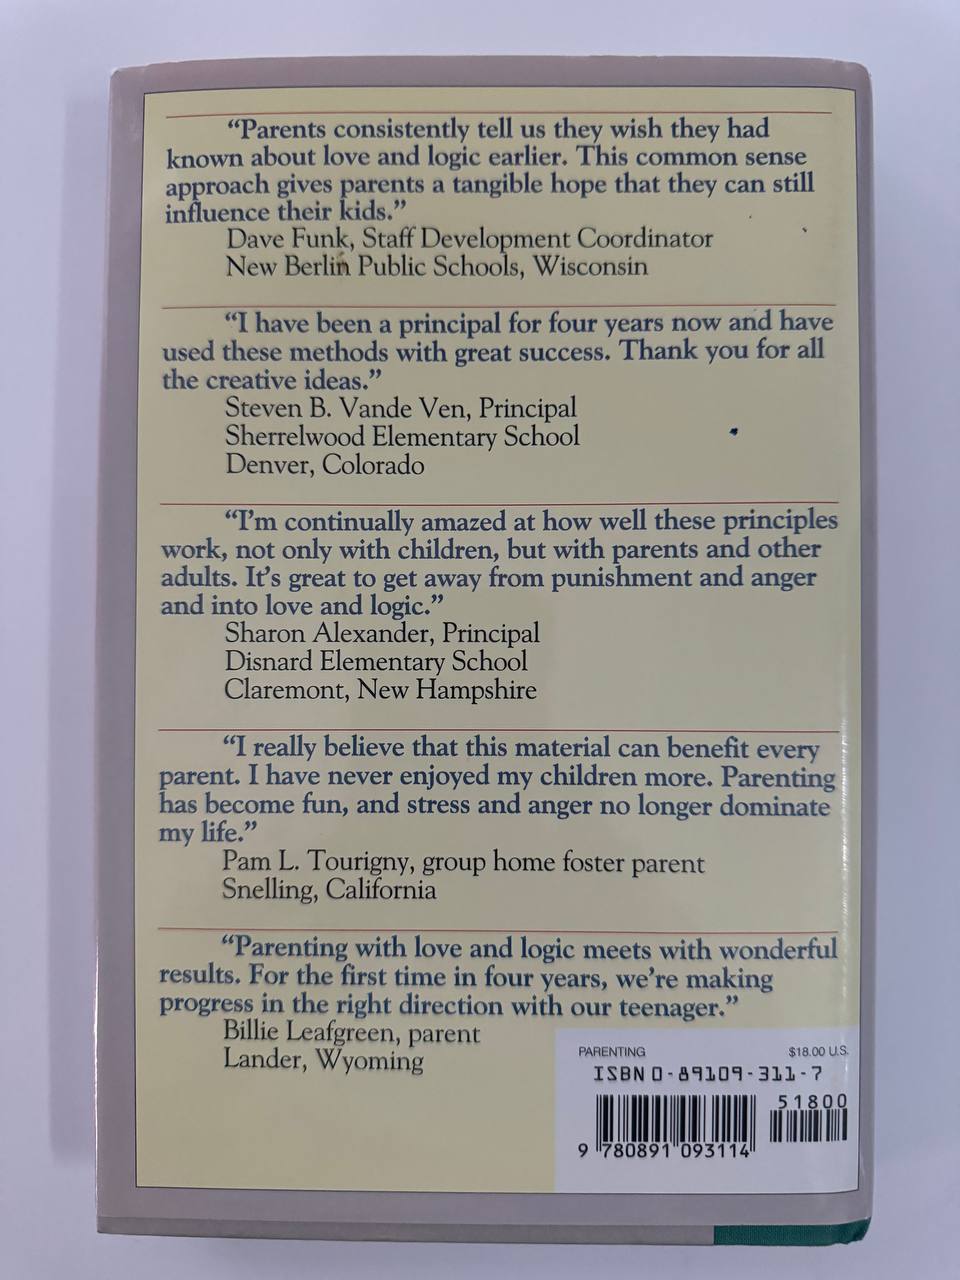 “Parents consistently tell us they wish they had
known about love and logic earlier. This common sense
approach gives parents a tangible hope that they can still
influence their kids.”
Dave Funk, Staff Development Coordinator
New Berlin Public Schools, Wisconsin
“I have been a principal for four years now and have
used these methods with great success. Thank you for all
the creative ideas.”
Steven B. Vande Ven, Principal
Sherrelwood Elementary School
Denver, Colorado
“I'm continually amazed at how well these principles
work, not only with children, but with parents and other
adults. It's great to get away from punishment and anger
and into love and logic.”
Sharon Alexander, Principal
Disnard Elementary School
Claremont, New Hampshire
“I really believe that this material can benefit every
parent. I have never enjoyed my children more. Parenting
has become fun, and stress and anger no longer dominate
my life.”
Pam L. Tourigny, group home foster parent
Snelling, California
“Parenting with love and logic meets with wonderful
results. For the first time in four years, we're making
progress in the right direction with our teenager.”
Billie Leafgreen, parent
Lander, Wyoming
PARENTING $18.00 U.S.
ISBN 0-89109-311-7
51800
9 780891 093114